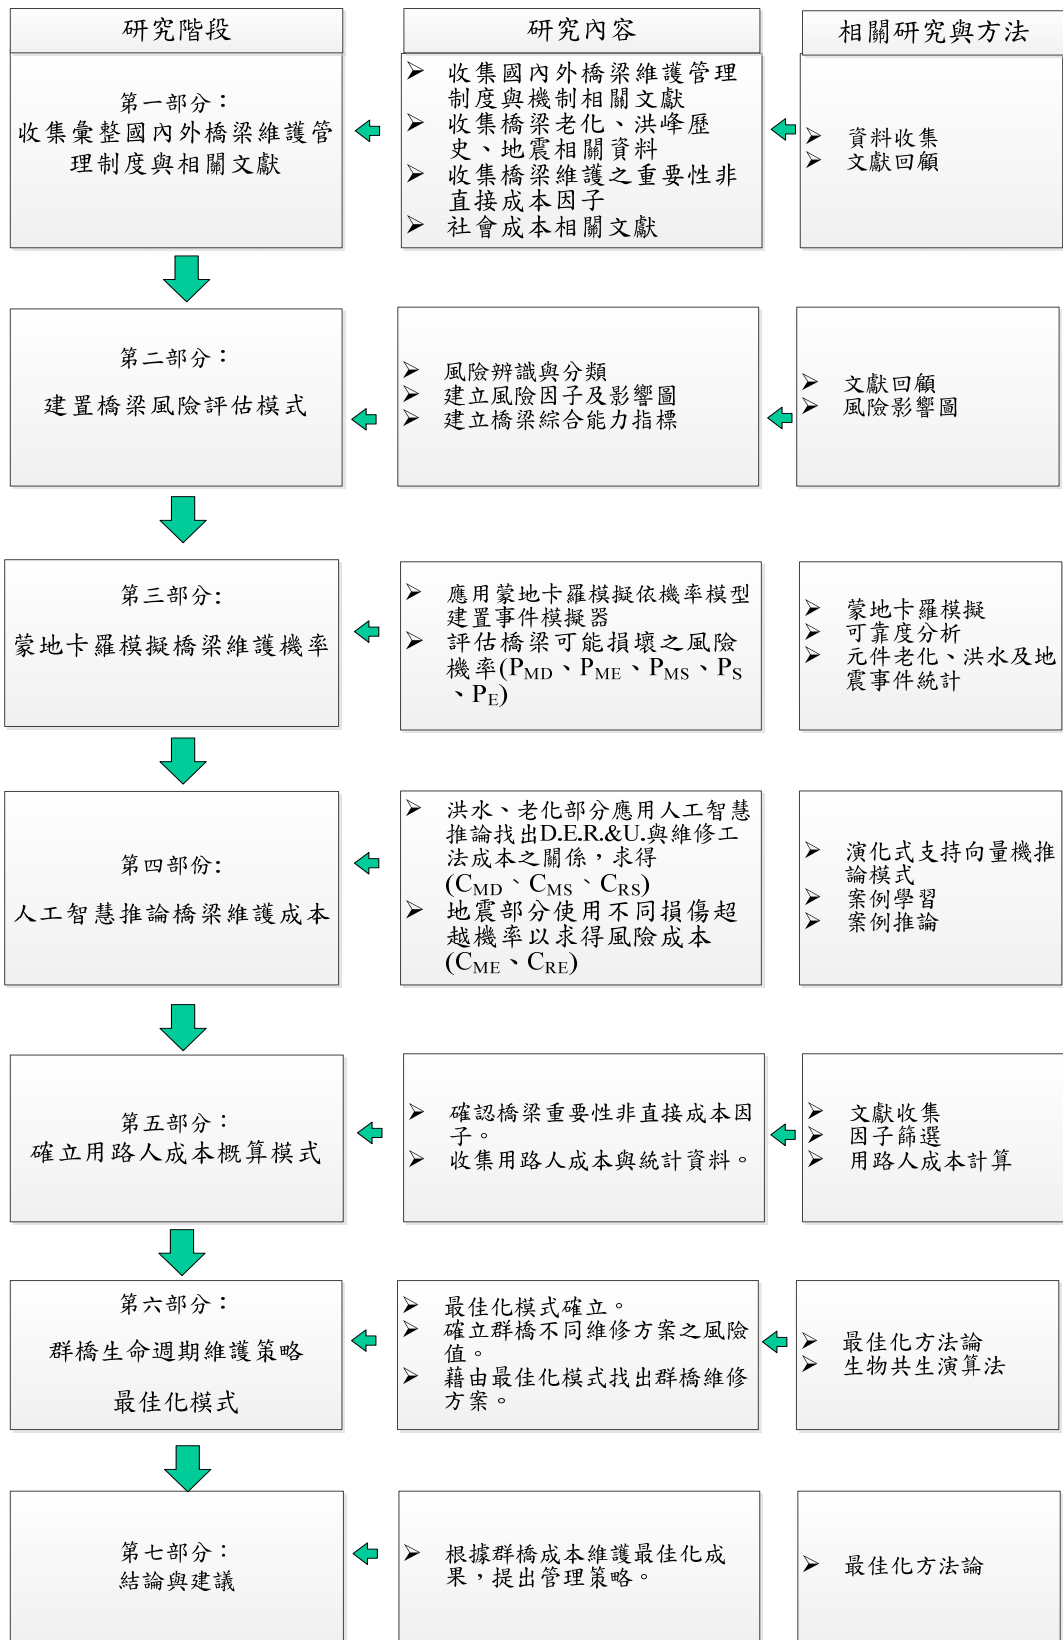 研究階段
研究內容
相關研究與方法
第一部分：
收集彙整國內外橋梁維護管
理制度與相關文獻
➢ 收集國內外橋梁維護管理
制度與機制相關文獻
➢ 收集橋梁老化、洪峰歷
史、地震相關資料
➢ 收集橋梁維護之重要性非
直接成本因子
➢ 社會成本相關文獻
➢ 資料收集
➢ 文獻回顧
第二部分：
建置橋梁風險評估模式
➢ 風險辨識與分類
➢ 建立風險因子及影響圖
➢ 建立橋梁綜合能力指標
➢ 文獻回顧
➢ 風險影響圖
第三部分:
蒙地卡羅模擬橋梁維護機率
➢ 應用蒙地卡羅模擬依機率模型
建置事件模擬器
➢ 評估橋梁可能損壞之風險
機率(PMD、PME、PMS、PS
、PE)
➢ 蒙地卡羅模擬
➢ 可靠度分析
➢ 元件老化、洪水及地
震事件統計
第四部份:
人工智慧推論橋梁維護成本
➢ 洪水、老化部分應用人工智慧
推論找出D.E.R.&U.與維修工
法成本之關係，求得
(CMD、CMS、CRS)
➢ 地震部分使用不同損傷超
越機率以求得風險成本
(CME、CRE)
➢ 演化式支持向量機推
論模式
➢ 案例學習
➢ 案例推論
第五部分：
確立用路人成本概算模式
➢ 確認橋梁重要性非直接成本因
子。
➢ 收集用路人成本與統計資料。
➢ 文獻收集
➢ 因子篩選
➢ 用路人成本計算
第六部分：
群橋生命週期維護策略
最佳化模式
➢ 最佳化模式確立。
➢ 確立群橋不同維修方案之風險
值。
➢ 藉由最佳化模式找出群橋維修
方案。
➢ 最佳化方法論
➢ 生物共生演算法
第七部分：
結論與建議
➢ 根據群橋成本維護最佳化成
果，提出管理策略。
➢ 最佳化方法論